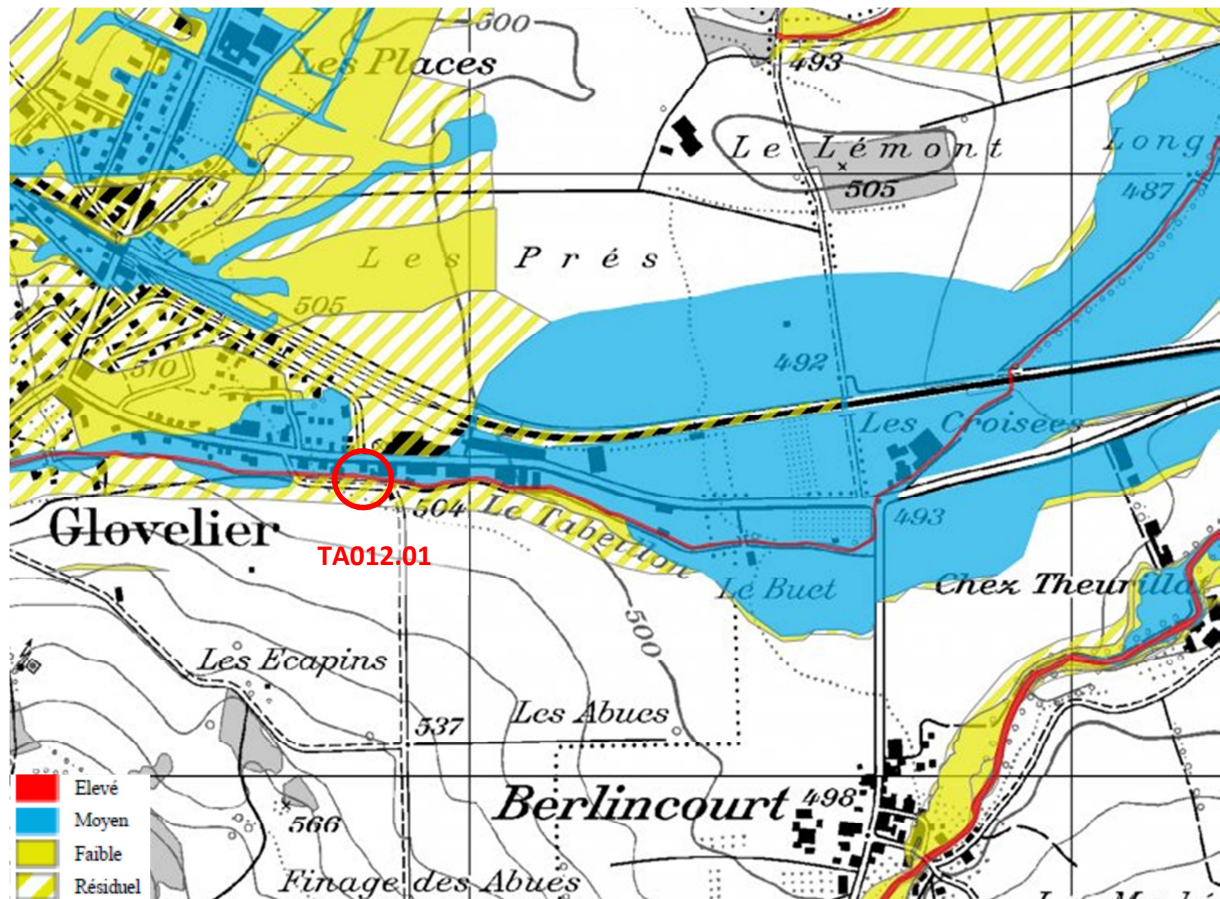 500
Les Places
493
Le Lémont
505
Long
487
Les Prés
505
492
510
Les Croisées
504
Le Tabeillon
493
Glovelier
TA012.01
Le Buet
Chez Theurilla
500
Les Ecapins
Les Abues
537
Elevé
Moyen
Faible
Résiduel
Berlincourt
498
566
Finage des Abues